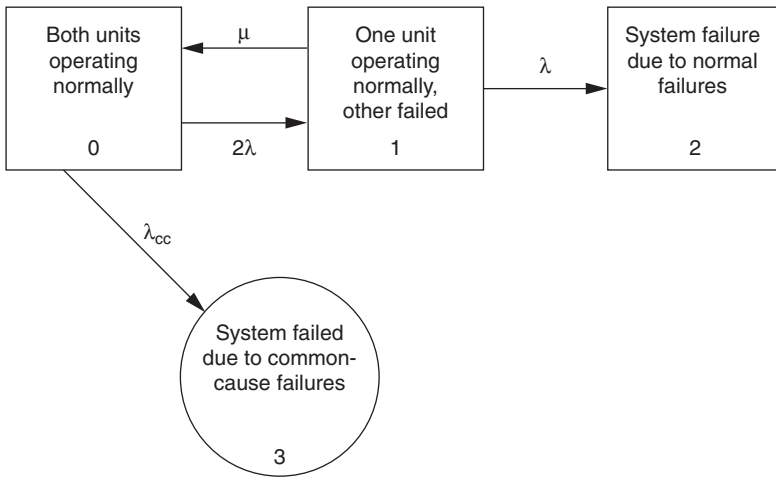 Both units
operating
normally
0
μ
2λ
One unit
operating
normally,
other failed
1
λ
System failure
due to normal
failures
2
λcc
System failed
due to common-
cause failures
3